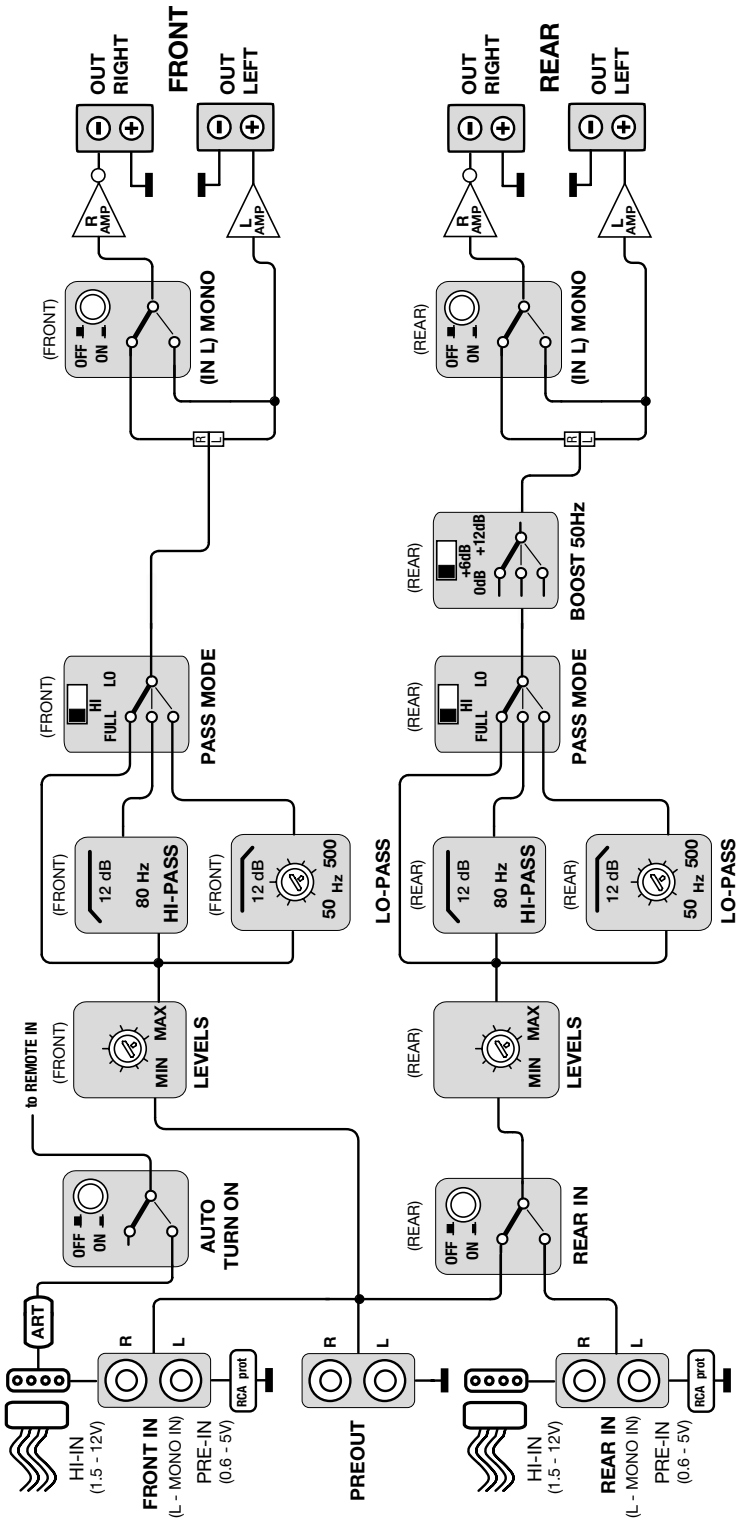 HI-IN
(1.5 - 12V)
ART
FRONT IN
(L - MONO IN)
PRE-IN
(0.6 - 5V)
R
L
RCA prot
OFF
ON
AUTO
TURN ON
to REMOTE IN
(FRONT)
MIN MAX
LEVELS
(FRONT)
12 dB
80 Hz
HI-PASS
(FRONT)
12 dB
50 Hz 500
LO-PASS
(FRONT)
FULL HI LO
PASS MODE
R
L
(FRONT)
OFF
ON
(IN L) MONO
R
AMP
L
AMP
OUT
RIGHT
FRONT
OUT
LEFT
PREOUT
R
L
HI-IN
(1.5 - 12V)
REAR IN
(L - MONO IN)
PRE-IN
(0.6 - 5V)
R
L
RCA prot
(REAR)
OFF
ON
REAR IN
(REAR)
MIN MAX
LEVELS
(REAR)
12 dB
80 Hz
HI-PASS
(REAR)
12 dB
50 Hz 500
LO-PASS
(REAR)
FULL HI LO
PASS MODE
(REAR)
0dB +6dB +12dB
BOOST 50Hz
R
L
(REAR)
OFF
ON
(IN L) MONO
R
AMP
L
AMP
OUT
RIGHT
REAR
OUT
LEFT